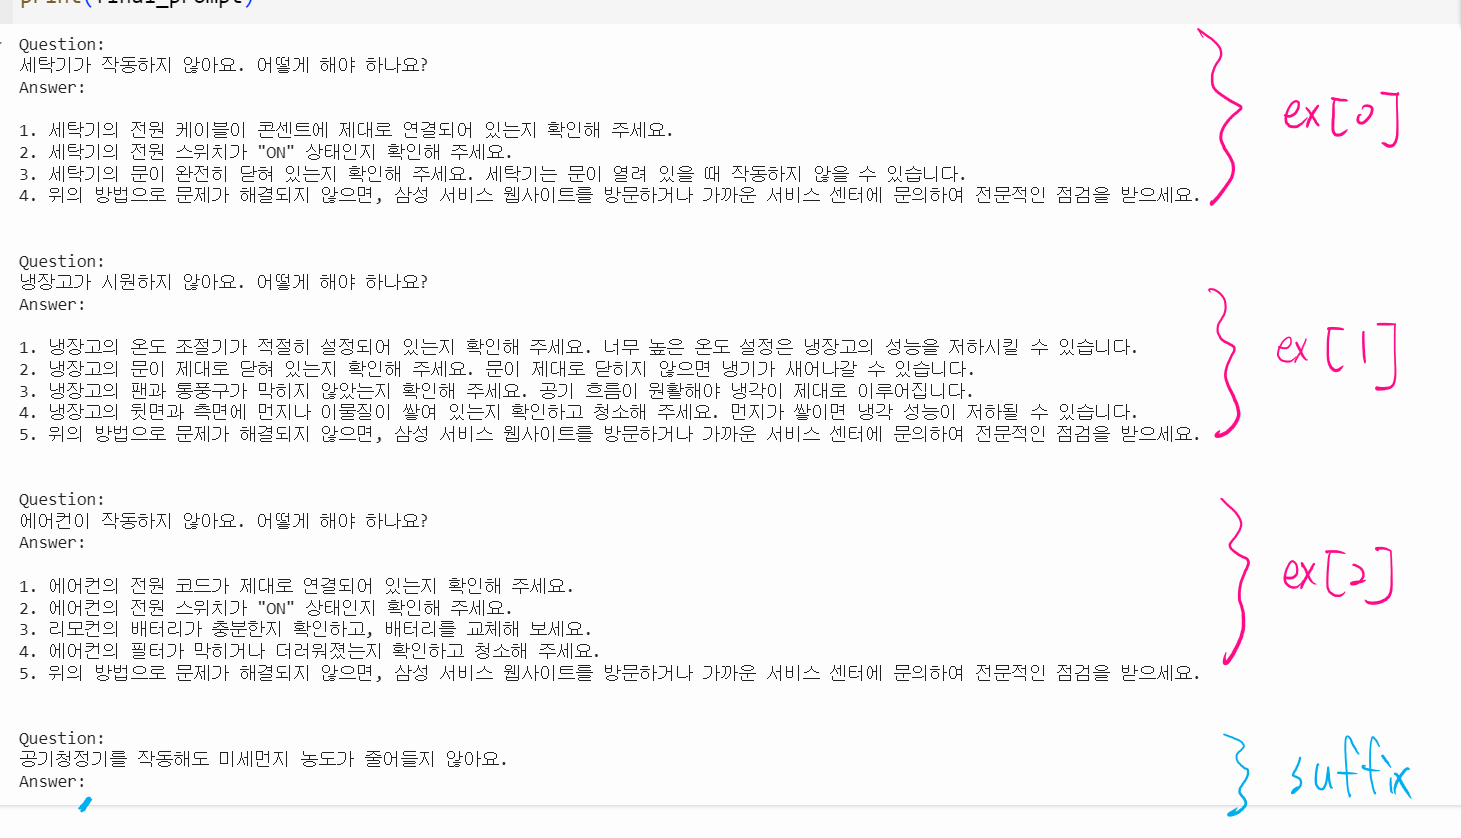 print(final_prompt)
Question:
세탁기가 작동하지 않아요. 어떻게 해야 하나요?
Answer:
1. 세탁기의 전원 케이블이 콘센트에 제대로 연결되어 있는지 확인해 주세요.
2. 세탁기의 전원 스위치가 "ON" 상태인지 확인해 주세요.
3. 세탁기의 문이 완전히 닫혀 있는지 확인해 주세요. 세탁기는 문이 열려 있을 때 작동하지 않을 수 있습니다.
4. 위의 방법으로 문제가 해결되지 않으면, 삼성 서비스 웹사이트를 방문하거나 가까운 서비스 센터에 문의하여 전문적인 점검을 받으세요.
ex[0]
Question:
냉장고가 시원하지 않아요. 어떻게 해야 하나요?
Answer:
1. 냉장고의 온도 조절기가 적절히 설정되어 있는지 확인해 주세요. 너무 높은 온도 설정은 냉장고의 성능을 저하시킬 수 있습니다.
2. 냉장고의 문이 제대로 닫혀 있는지 확인해 주세요. 문이 제대로 닫히지 않으면 냉기가 새어나갈 수 있습니다.
3. 냉장고의 팬과 통풍구가 막히지 않았는지 확인해 주세요. 공기 흐름이 원활해야 냉각이 제대로 이루어집니다.
4. 냉장고의 뒷면과 측면에 먼지나 이물질이 쌓여 있는지 확인하고 청소해 주세요. 먼지가 쌓이면 냉각 성능이 저하될 수 있습니다.
5. 위의 방법으로 문제가 해결되지 않으면, 삼성 서비스 웹사이트를 방문하거나 가까운 서비스 센터에 문의하여 전문적인 점검을 받으세요.
ex[1]
Question:
에어컨이 작동하지 않아요. 어떻게 해야 하나요?
Answer:
1. 에어컨의 전원 코드가 제대로 연결되어 있는지 확인해 주세요.
2. 에어컨의 전원 스위치가 "ON" 상태인지 확인해 주세요.
3. 리모컨의 배터리가 충분한지 확인하고, 배터리를 교체해 보세요.
4. 에어컨의 필터가 막히거나 더러워졌는지 확인하고 청소해 주세요.
5. 위의 방법으로 문제가 해결되지 않으면, 삼성 서비스 웹사이트를 방문하거나 가까운 서비스 센터에 문의하여 전문적인 점검을 받으세요.
ex[2]
Question:
공기청정기를 작동해도 미세먼지 농도가 줄어들지 않아요.
Answer:
suffix